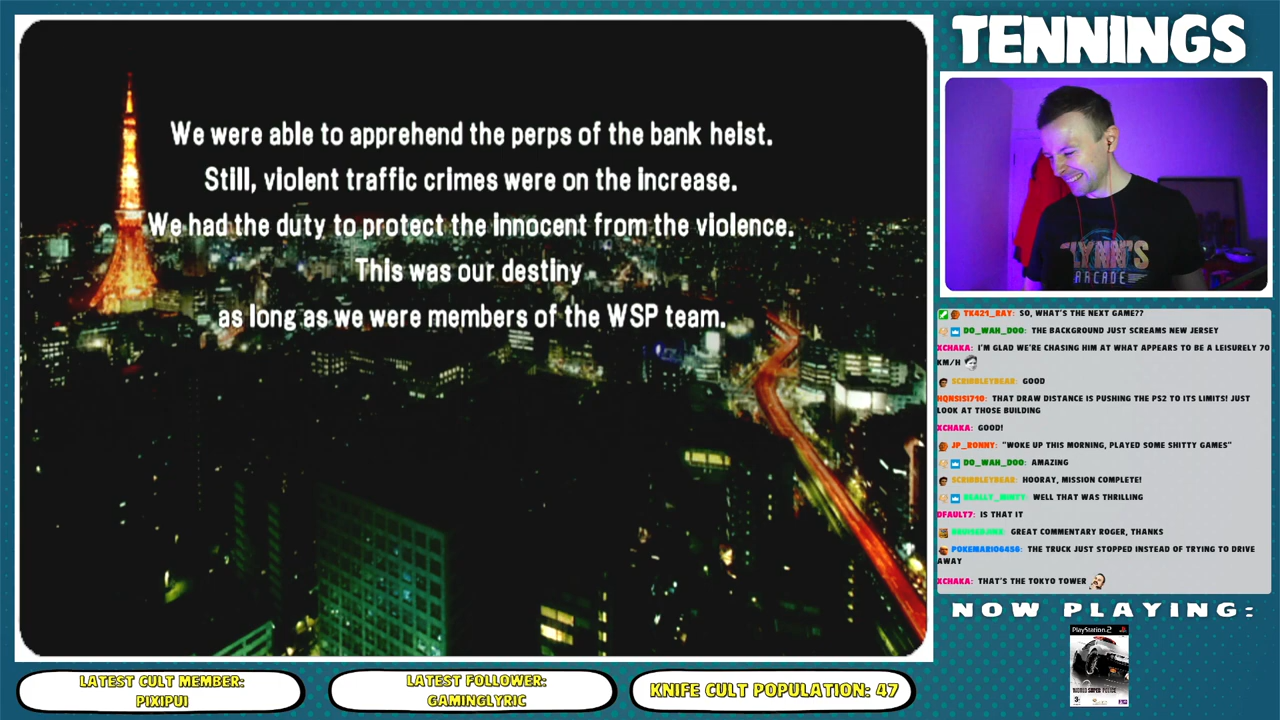 TENNINGS
We were able to apprehend the perps of the bank heist.
Still, violent traffic crimes were on the increase.
We had the duty to protect the innocent from the violence.
This was our destiny
as long as we were members of the WSP team.
FLYNN'S
ARCADE
TK421_BAY: SO, WHAT'S THE NEXT GAME??
DO_WAH_DOO: THE BACKGROUND JUST SCREAMS NEW JERSEY
XCHAKA: I'M GLAD WE'RE CHASING HIM AT WHAT APPEARS TO BE A LEISURELY 70
KM/H
SCRIBBLEYBEAR: GOOD
HQNSISI710: THAT DRAW DISTANCE IS PUSHING THE PS2 TO ITS LIMITS! JUST
LOOK AT THOSE BUILDING
XCHAKA: GOOD!
JP_RONNY: "WOKE UP THIS MORNING, PLAYED SOME SHITTY GAMES"
DO_WAH_DOO: AMAZING
SCRIBBLEYBEAR: HOORAY, MISSION COMPLETE!
REALLY_MINTY: WELL THAT WAS THRILLING
DFAULT7: IS THAT IT
GREAT COMMENTARY ROGER, THANKS
POKEMARIO6456: THE TRUCK JUST STOPPED INSTEAD OF TRYING TO DRIVE
AWAY
XCHAKA: THAT'S THE TOKYO TOWER
NOW PLAYING:
PlayStation 2
LATEST CULT MEMBER:
PIXIPUI
LATEST FOLLOWER:
GAMINGLYRIC
KNIFE CULT POPULATION: 47